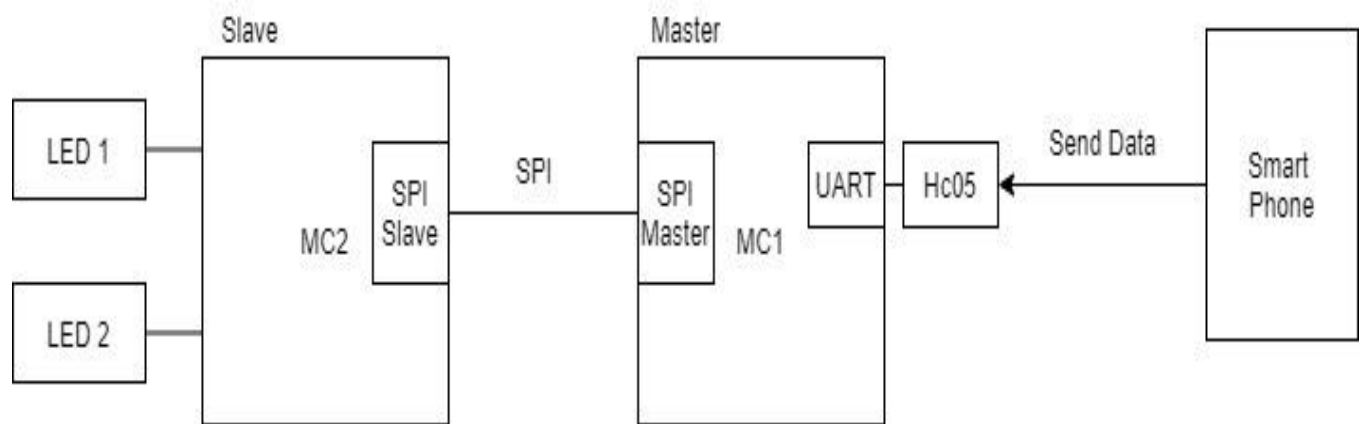 Slave
Master
LED 1
LED 2
MC2
SPI
Slave
SPI
SPI
Master
MC1
UART
Hc05
Send Data
Smart
Phone